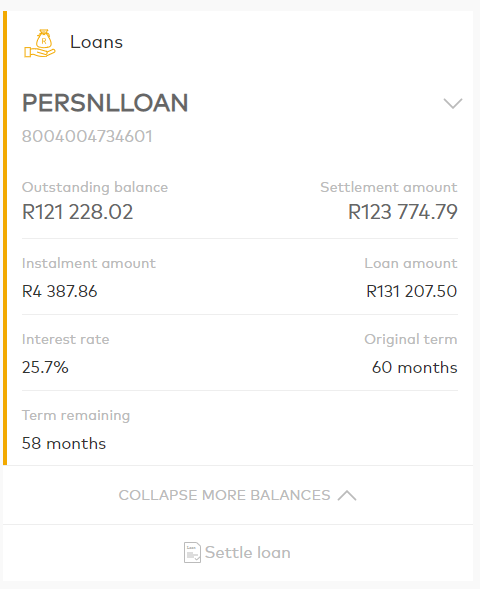 Loans
PERSNLLOAN
8004004734601
Outstanding balance Settlement amount
R121 228.02 R123 774.79
Instalment amount Loan amount
R4 387.86 R131 207.50
Interest rate Original term
25.7% 60 months
Term remaining
58 months
COLLAPSE MORE BALANCES
Settle loan